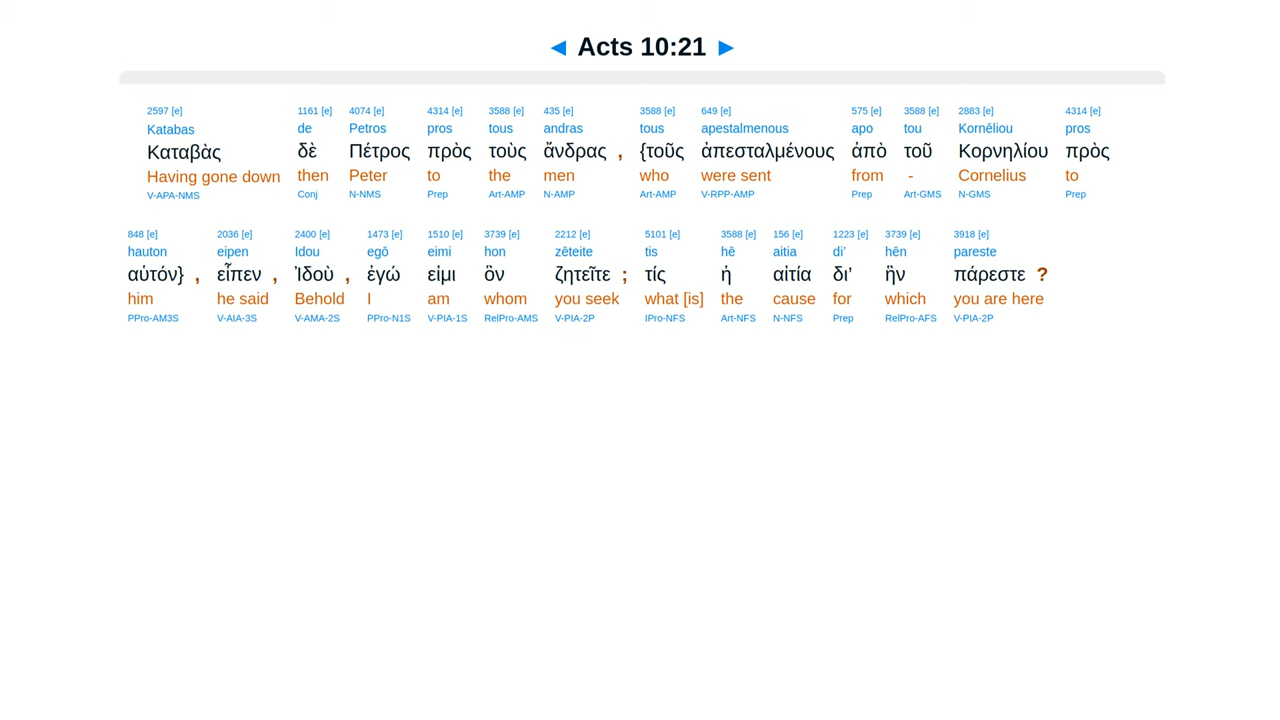 ◄ Acts 10:21 ►
2597 [e] 1161 [e] 4074 [e] 4314 [e] 3588 [e] 435 [e] 3588 [e] 649 [e] 575 [e] 3588 [e] 2883 [e] 4314 [e]
Katabas de Petros pros tous andras tous apestalmenous apo tou Kornēliou pros
Καταβὰς δὲ Πέτρος πρὸς τοὺς ἄνδρας , {τοῦς ἀπεσταλμένους ἀπὸ τοῦ Κορνηλίου πρὸς
Having gone down then Peter to the men who were sent from - Cornelius to
V-APA-NMS Conj N-NMS Prep Art-AMP N-AMP Art-AMP V-RPP-AMP Prep Art-GMS N-GMS Prep
848 [e] 2036 [e] 2400 [e] 1473 [e] 1510 [e] 3739 [e] 2212 [e] 5101 [e] 3588 [e] 156 [e] 1223 [e] 3739 [e] 3918 [e]
hauton eipen Idou egō eimi hon zēteite tis hē aitia di’ hēn pareste
αὐτόν} , εἶπεν , Ἰδοὺ , ἐγώ εἰμι ὃν ζητεῖτε ; τίς ἡ αἰτία δι’ ἣν πάρεστε ?
him he said Behold I am whom you seek what [is] the cause for which you are here
PPro-AM3S V-AIA-3S V-AMA-2S PPro-N1S V-PIA-1S RelPro-AMS V-PIA-2P IPro-NFS Art-NFS N-NFS Prep RelPro-AFS V-PIA-2P